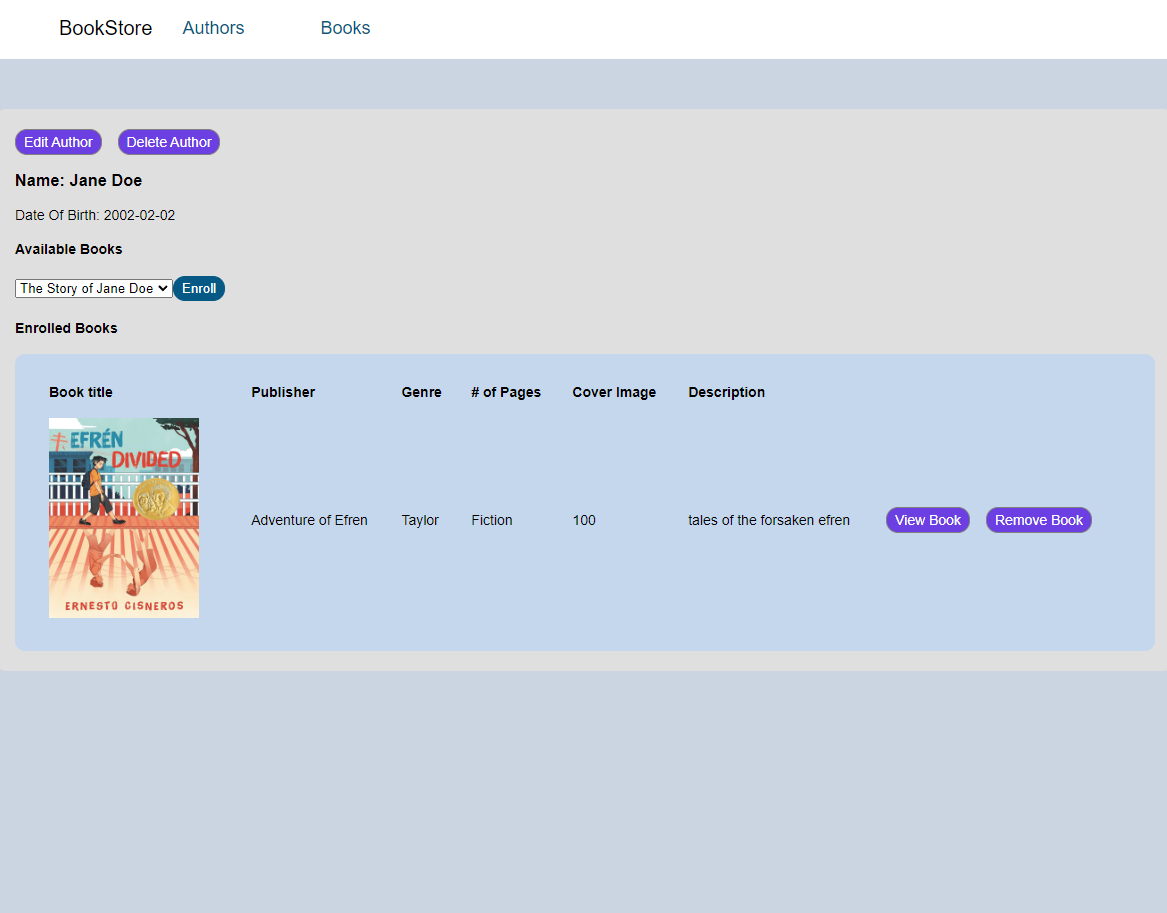 BookStore Authors Books
Edit Author Delete Author
Name: Jane Doe
Date Of Birth: 2002-02-02
Available Books
The Story of Jane Doe Enroll
Enrolled Books
Book title Publisher Genre # of Pages Cover Image Description
EFRÉN
DIVIDED
Adventure of Efren Taylor Fiction 100 tales of the forsaken efren View Book Remove Book
ERNESTO CISNEROS